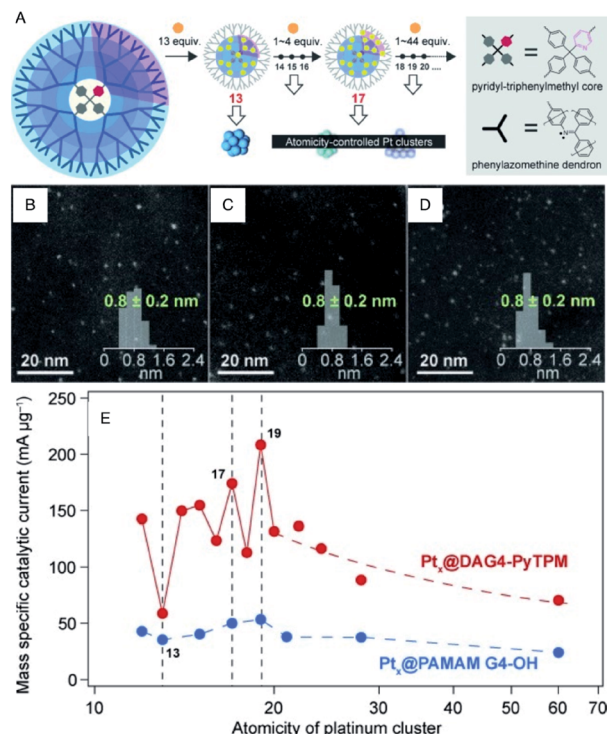 A
13 equiv.
1~4 equiv.
1~44 equiv.
14 15 16
18 19 20 ....
13
17
Atomicity-controlled Pt clusters
pyridyl-triphenylmethyl core
phenylazomethine dendron
B
0.8 ± 0.2 nm
20 nm
0 0.8 1.6 2.4
nm
C
0.8 ± 0.2 nm
20 nm
0 0.8 1.6 2.4
nm
D
0.8 ± 0.2 nm
20 nm
0 0.8 1.6 2.4
nm
E
Mass specific catalytic current (mA μg⁻¹)
250
200
150
100
50
0
17
19
13
Ptx@DAG4-PyTPM
Ptx@PAMAM G4-OH
10 20 30 40 50 60 70
Atomicity of platinum cluster